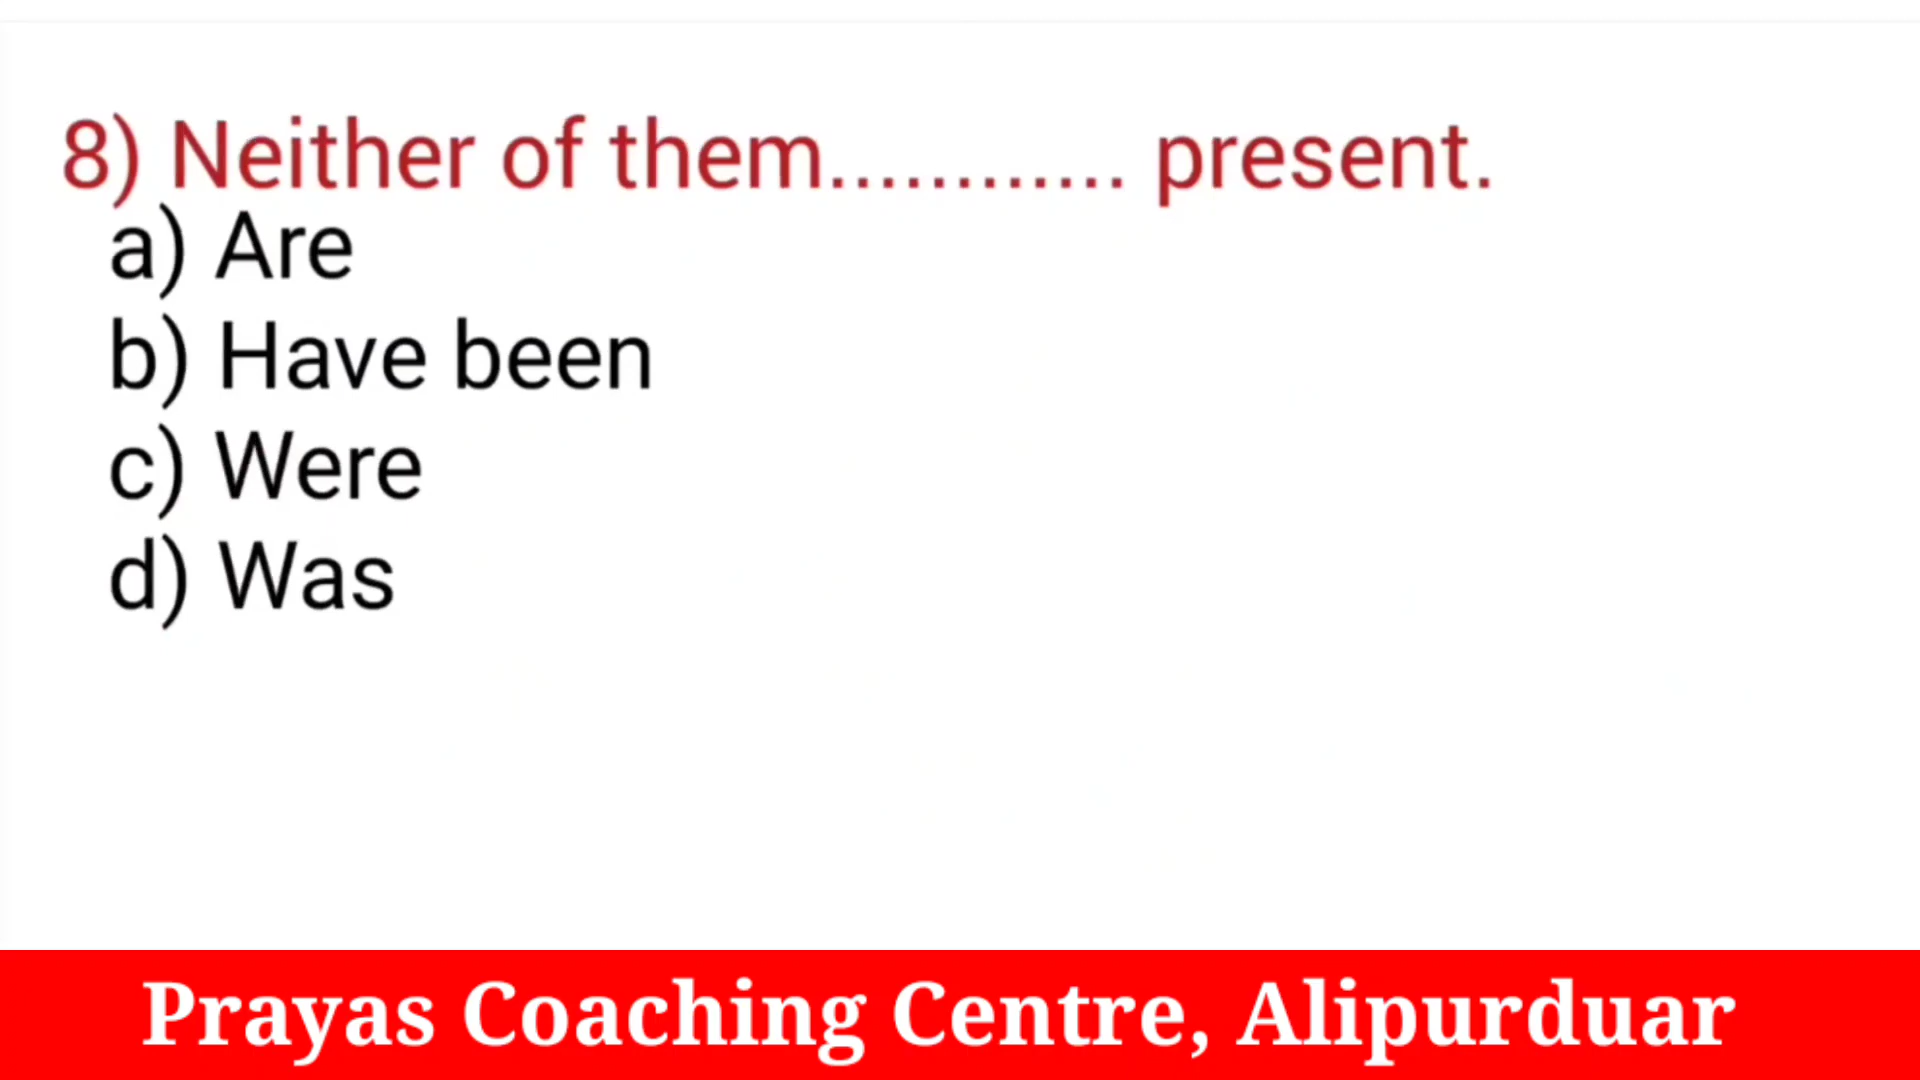 8) Neither of them............ present.
a) Are
b) Have been
c) Were
d) Was
Prayas Coaching Centre, Alipurduar